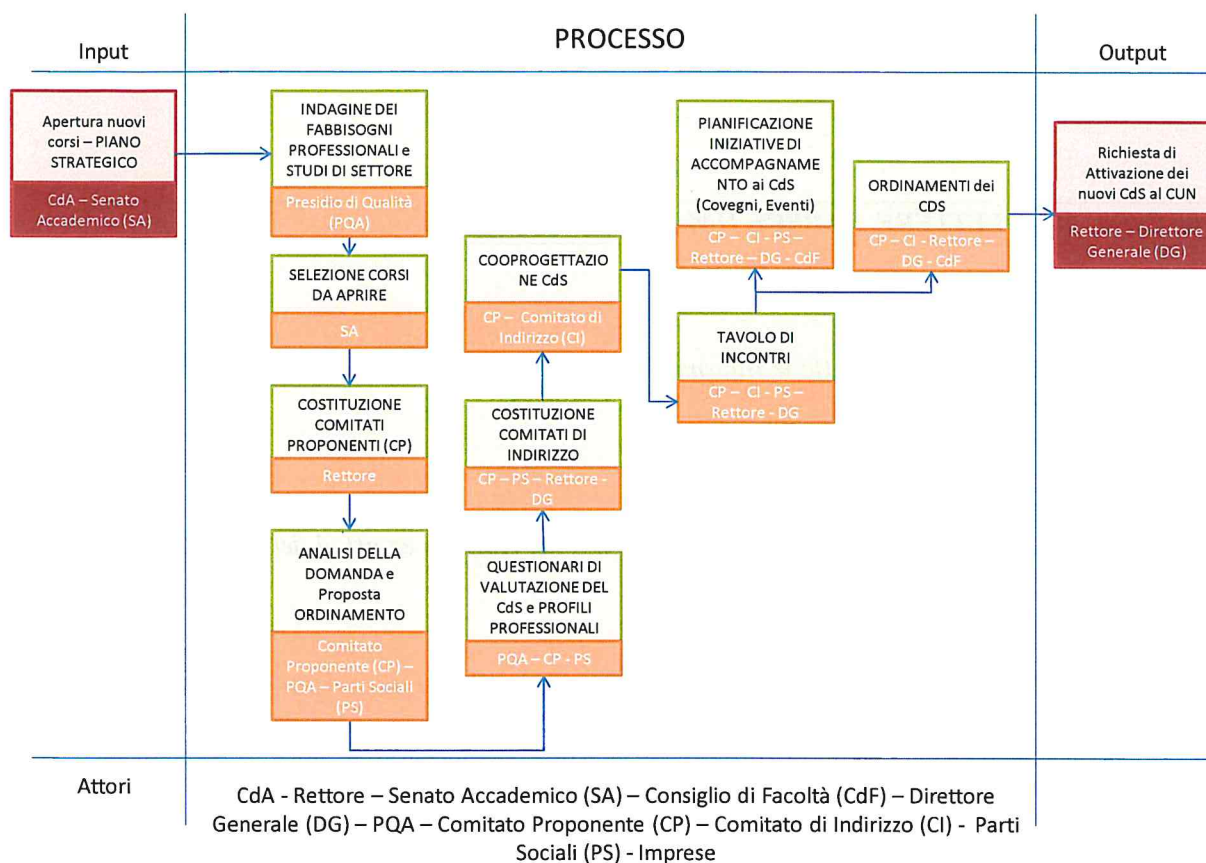 Input
PROCESSO
Output
Apertura nuovi
corsi – PIANO
STRATEGICO
CdA – Senato
Accademico (SA)
INDAGINE DEI
FABBISOGNI
PROFESSIONALI e
STUDI DI SETTORE
Presidio di Qualità
(PQA)
SELEZIONE CORSI
DA APRIRE
SA
COSTITUZIONE
COMITATI
PROPONENTI (CP)
Rettore
ANALISI DELLA
DOMANDA e
Proposta
ORDINAMENTO
Comitato
Proponente (CP) –
PQA – Parti Sociali
(PS)
QUESTIONARI DI
VALUTAZIONE DEL
CdS e PROFILI
PROFESSIONALI
PQA – CP - PS
COSTITUZIONE
COMITATI DI
INDIRIZZO
CP – PS – Rettore -
DG
COOPROGETTAZIO
NE CdS
CP – Comitato di
Indirizzo (CI)
TAVOLO DI
INCONTRI
CP – CI - PS –
Rettore - DG
PIANIFICAZIONE
INIZIATIVE DI
ACCOMPAGNAME
NTO ai CdS
(Covegni, Eventi)
CP – CI - PS –
Rettore – DG - CdF
ORDINAMENTI dei
CDS
CP – CI - Rettore –
DG - CdF
Richiesta di
Attivazione dei
nuovi CdS al CUN
Rettore – Direttore
Generale (DG)
Attori
CdA - Rettore – Senato Accademico (SA) – Consiglio di Facoltà (CdF) – Direttore
Generale (DG) – PQA – Comitato Proponente (CP) – Comitato di Indirizzo (CI) - Parti
Sociali (PS) - Imprese